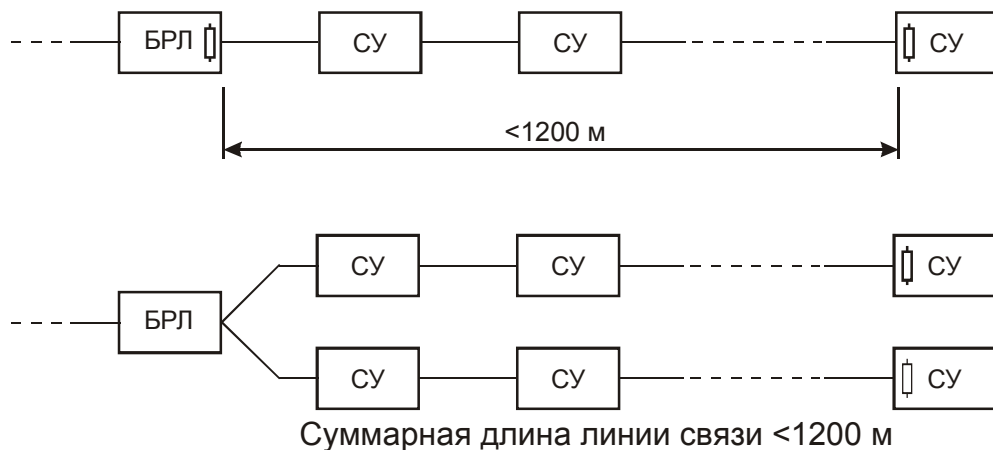 БРЛ СУ СУ СУ
<1200 м
СУ СУ СУ
БРЛ
СУ СУ СУ
Суммарная длина линии связи <1200 м